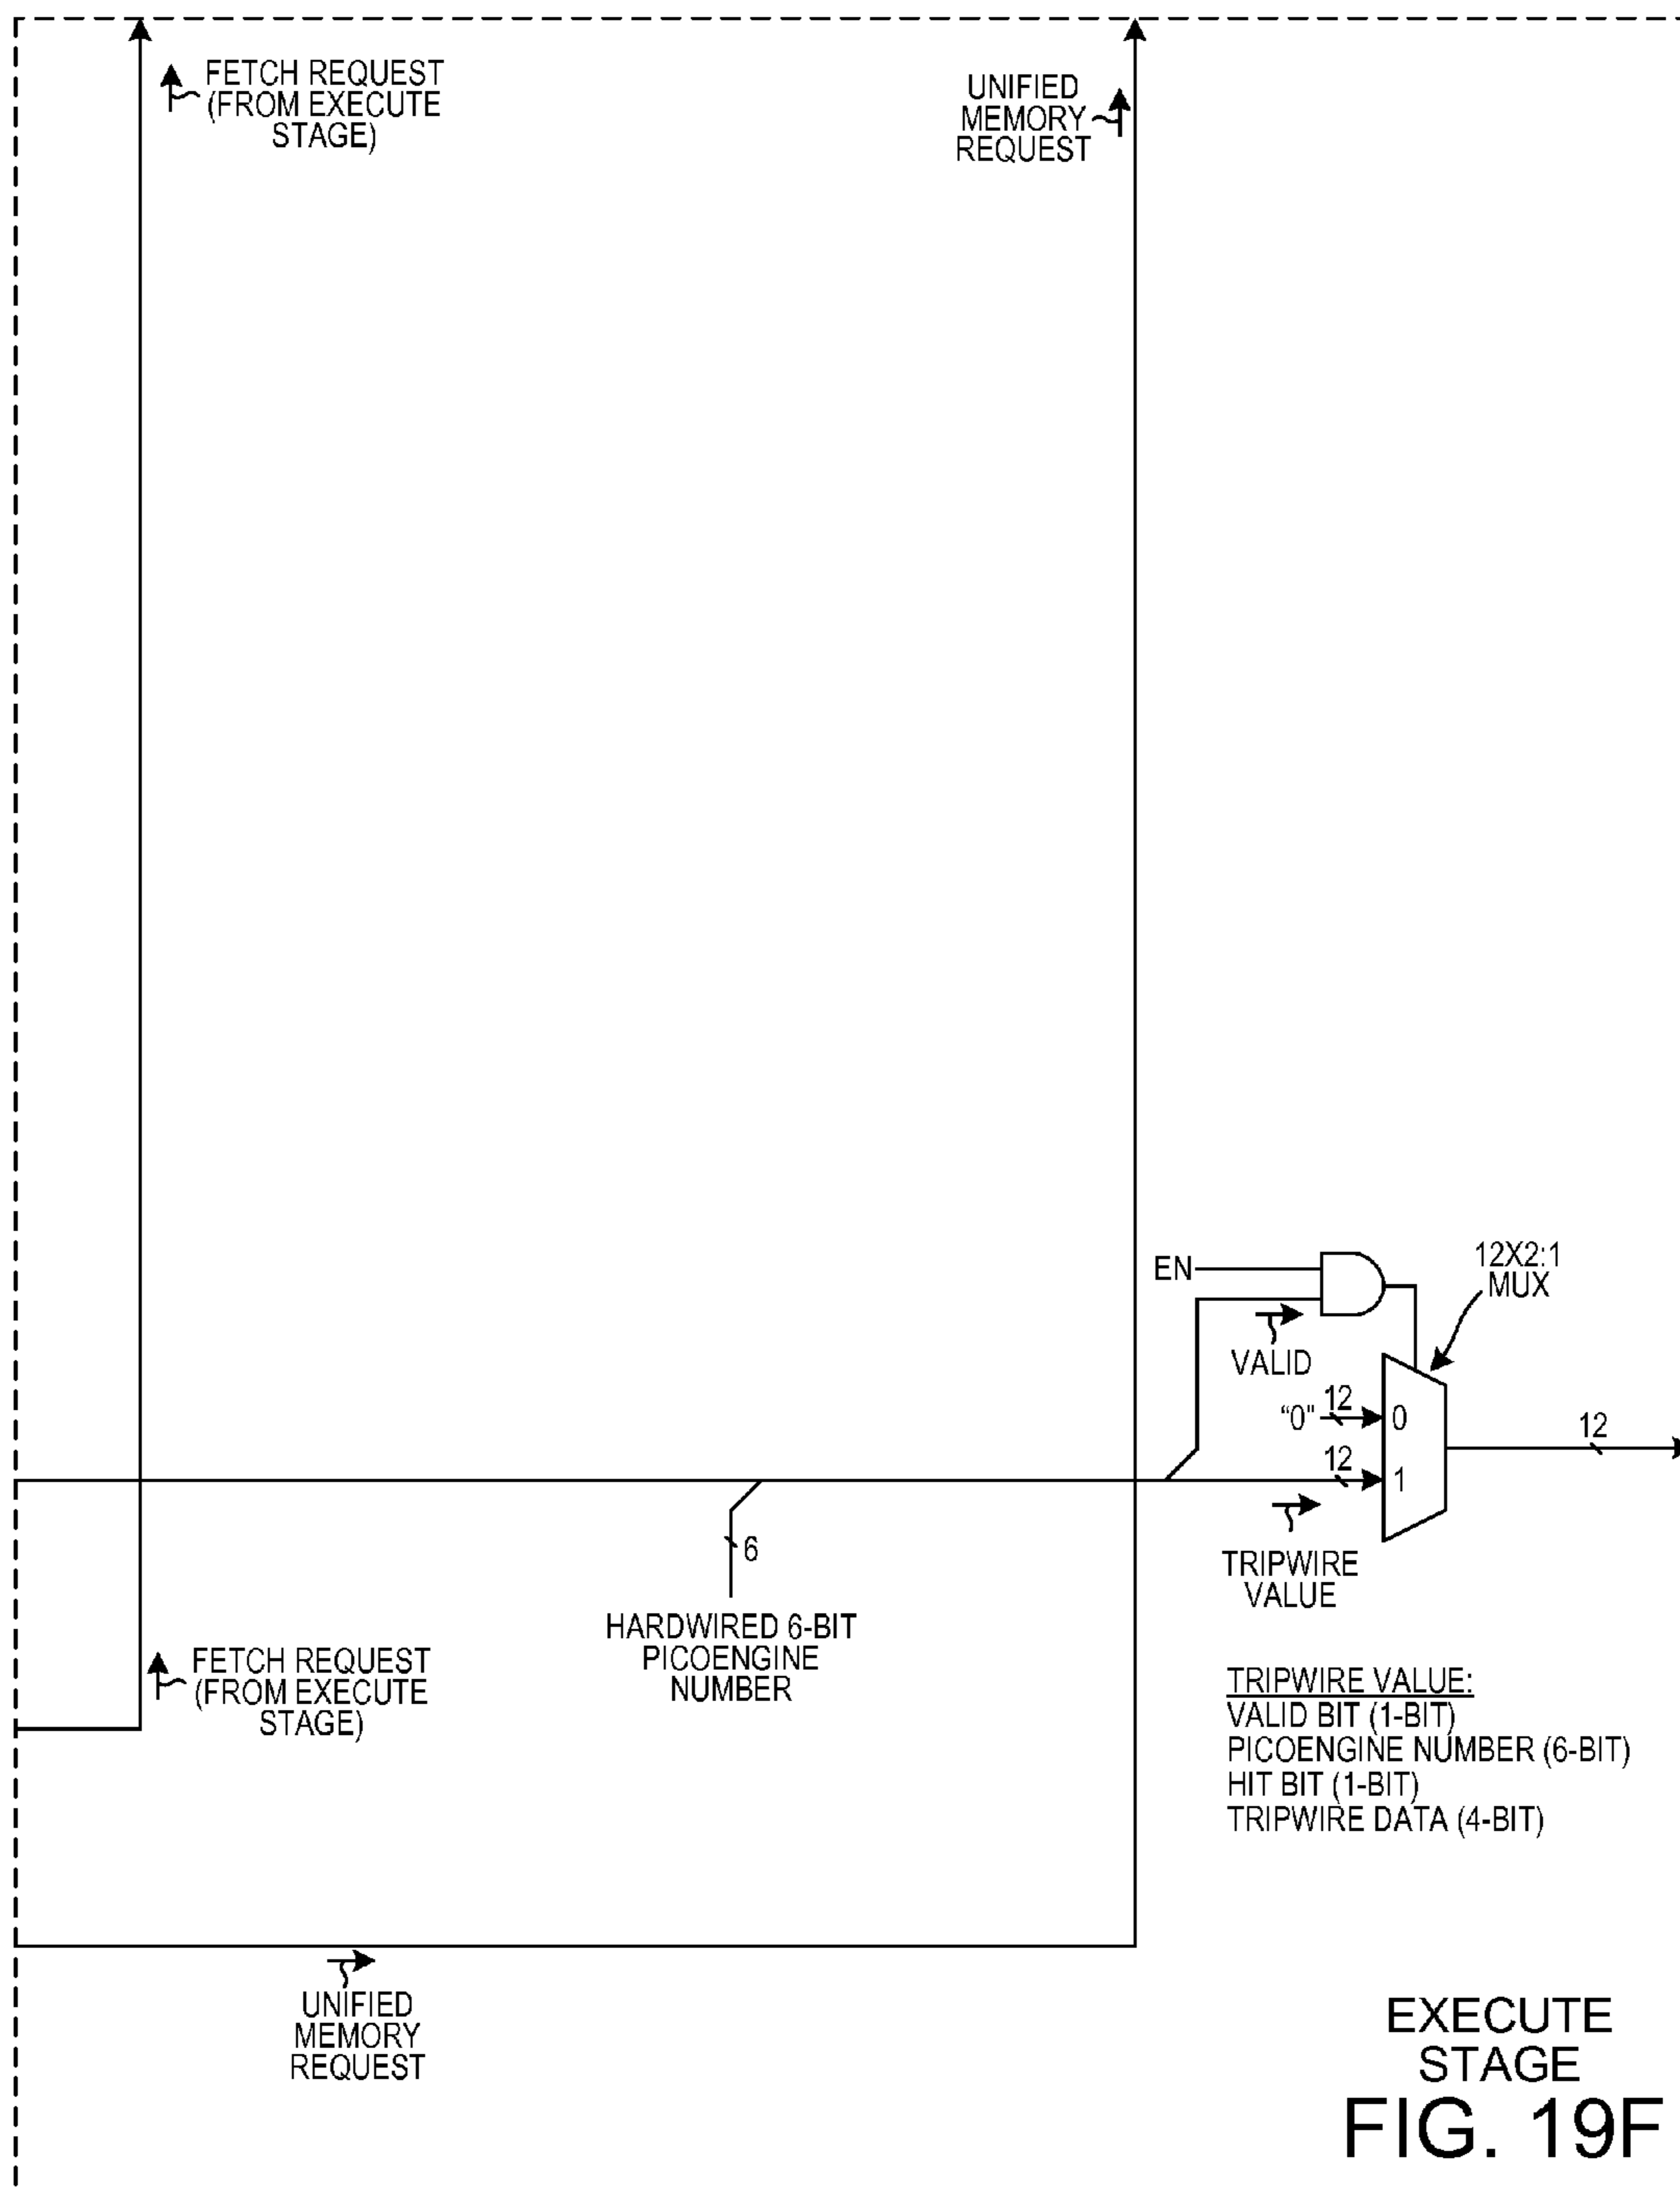 FETCH REQUEST
(FROM EXECUTE
STAGE)
UNIFIED
MEMORY
REQUEST
EN
12X2:1
MUX
VALID
"0"
12
0
12
12
1
6
TRIPWIRE
VALUE
HARDWIRED 6-BIT
PICOENGINE
NUMBER
FETCH REQUEST
(FROM EXECUTE
STAGE)
TRIPWIRE VALUE:
VALID BIT (1-BIT)
PICOENGINE NUMBER (6-BIT)
HIT BIT (1-BIT)
TRIPWIRE DATA (4-BIT)
UNIFIED
MEMORY
REQUEST
EXECUTE
STAGE
FIG. 19F